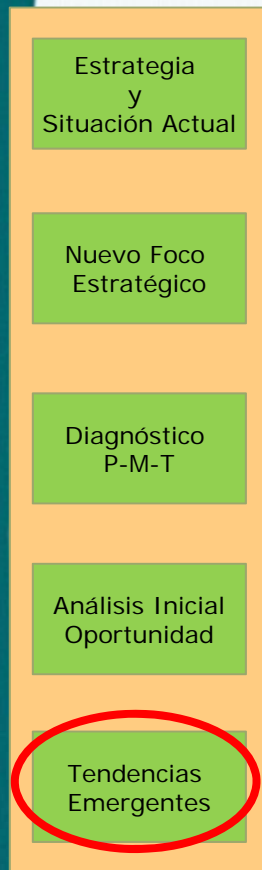 Estrategia
y
Situación Actual
Nuevo Foco
Estratégico
Diagnóstico
P-M-T
Análisis Inicial
Oportunidad
Tendencias
Emergentes